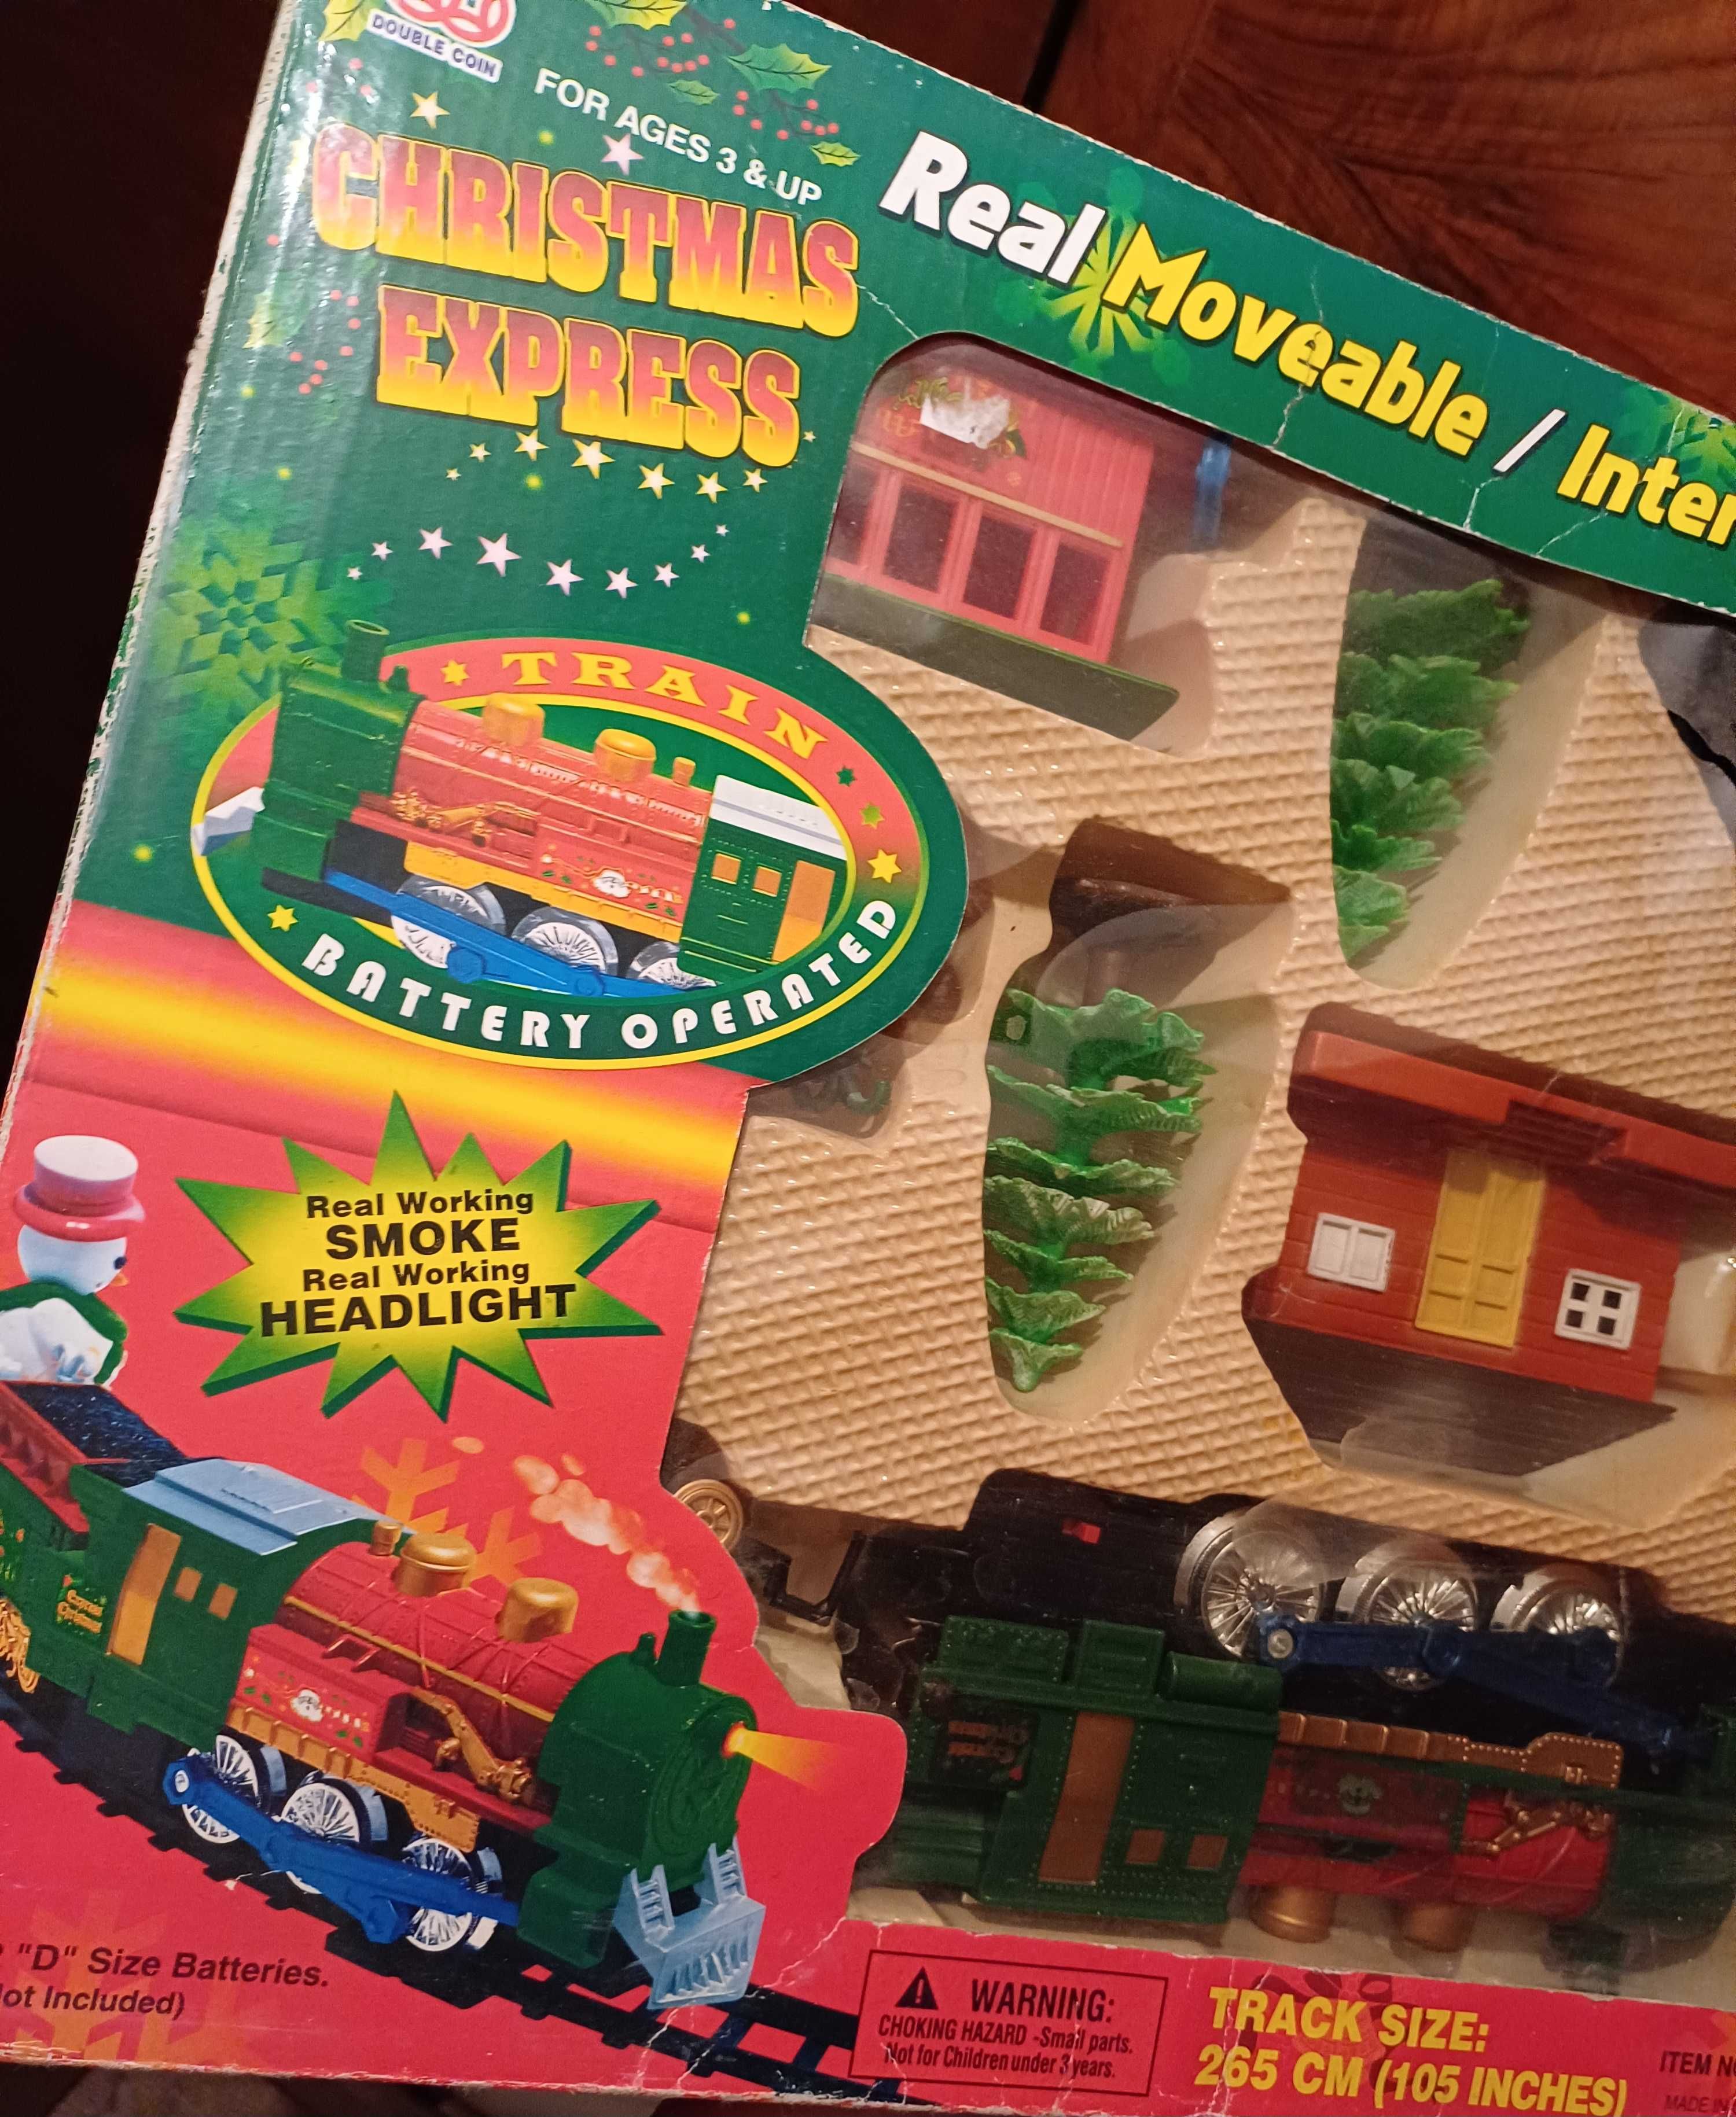 DOUBLE COIN
FOR AGES 3 & UP
CHRISTMAS
EXPRESS
Real Moveable /
TRAIN
BATTERY OPERATED
Real Working
SMOKE
Real Working
HEADLIGHT
"D" Size Batteries.
Included)
WARNING:
CHOKING HAZARD -Small parts.
Not for Children under 3 years.
TRACK SIZE:
265 CM (105 INCHES)
ITEM
MADE